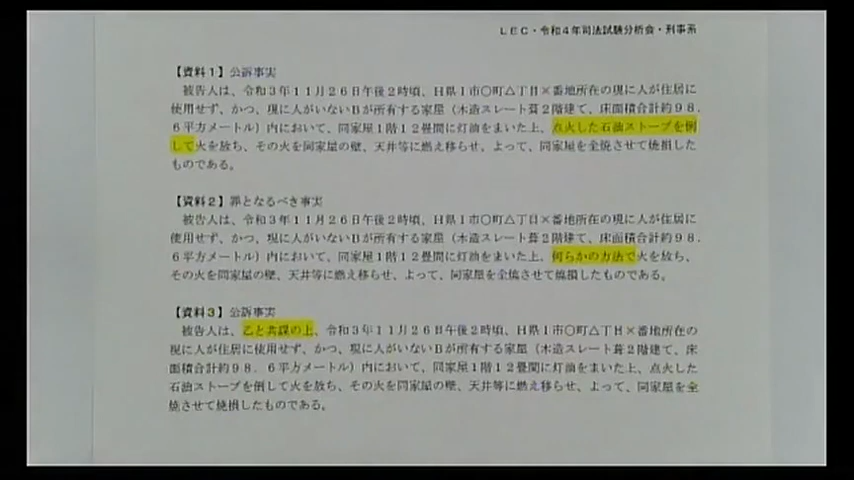 ＬＥＣ・令和４年司法試験分析会・刑事系
【資料１】公訴事実
被告人は、令和３年１１月２６日午後２時頃、Ｈ県Ｉ市〇町△丁目×番地所在の現に人が住居に
使用せず、かつ、現に人がいないＢが所有する家屋（木造スレート葺２階建て、床面積合計約９８．
６平方メートル）内において、同家屋１階１２畳間に灯油をまいた上、点火した石油ストーブを倒
して火を放ち、その火を同家屋の壁、天井等に燃え移らせ、よって、同家屋を全焼させて焼損した
ものである。
【資料２】罪となるべき事実
被告人は、令和３年１１月２６日午後２時頃、Ｈ県Ｉ市〇町△丁目×番地所在の現に人が住居に
使用せず、かつ、現に人がいないＢが所有する家屋（木造スレート葺２階建て、床面積合計約９８．
６平方メートル）内において、同家屋１階１２畳間に灯油をまいた上、何らかの方法で火を放ち、
その火を同家屋の壁、天井等に燃え移らせ、よって、同家屋を全焼させて焼損したものである。
【資料３】公訴事実
被告人は、乙と共謀の上、令和３年１１月２６日午後２時頃、Ｈ県Ｉ市〇町△丁目×番地所在の
現に人が住居に使用せず、かつ、現に人がいないＢが所有する家屋（木造スレート葺２階建て、床
面積合計約９８．６平方メートル）内において、同家屋１階１２畳間に灯油をまいた上、点火した
石油ストーブを倒して火を放ち、その火を同家屋の壁、天井等に燃え移らせ、よって、同家屋を全
焼させて焼損したものである。